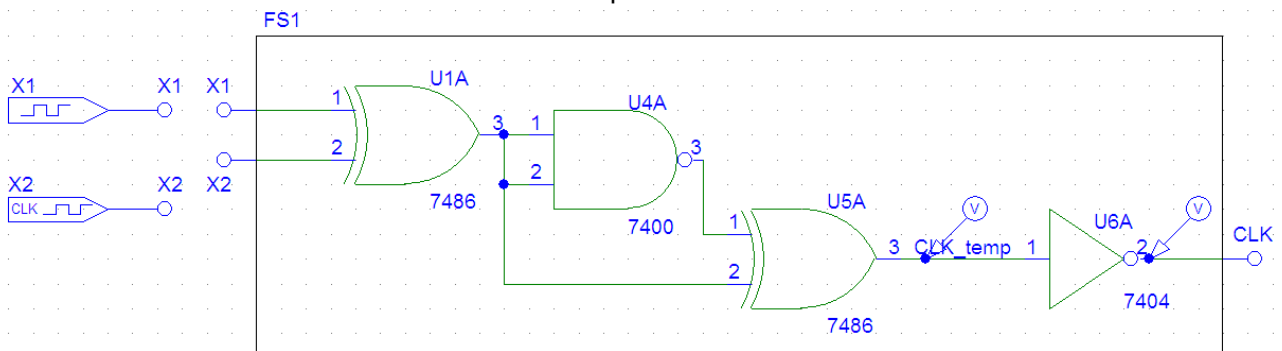 FS1
X1 X1 X1
U1A
1
2
3
7486
U4A
1
2
3
7400
X2 X2 X2
CLK
U5A
1
2
3
7486
CLK_temp
V
U6A
1
2
7404
V
CLK